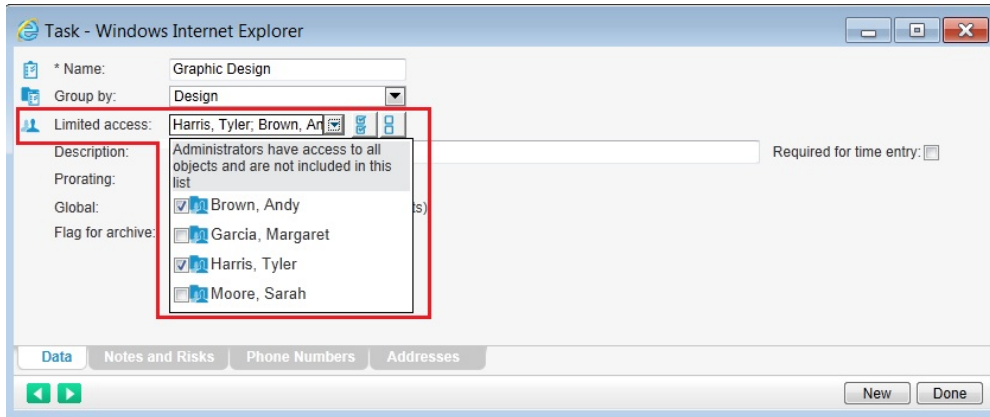 Task - Windows Internet Explorer
* Name: Graphic Design
Group by: Design
Limited access: Harris, Tyler; Brown, An
Description: Required for time entry:
Administrators have access to all
objects and are not included in this
list
Prorating:
Brown, Andy
Global: ts)
Garcia, Margaret
Flag for archive:
Harris, Tyler
Moore, Sarah
Data Notes and Risks Phone Numbers Addresses
New Done